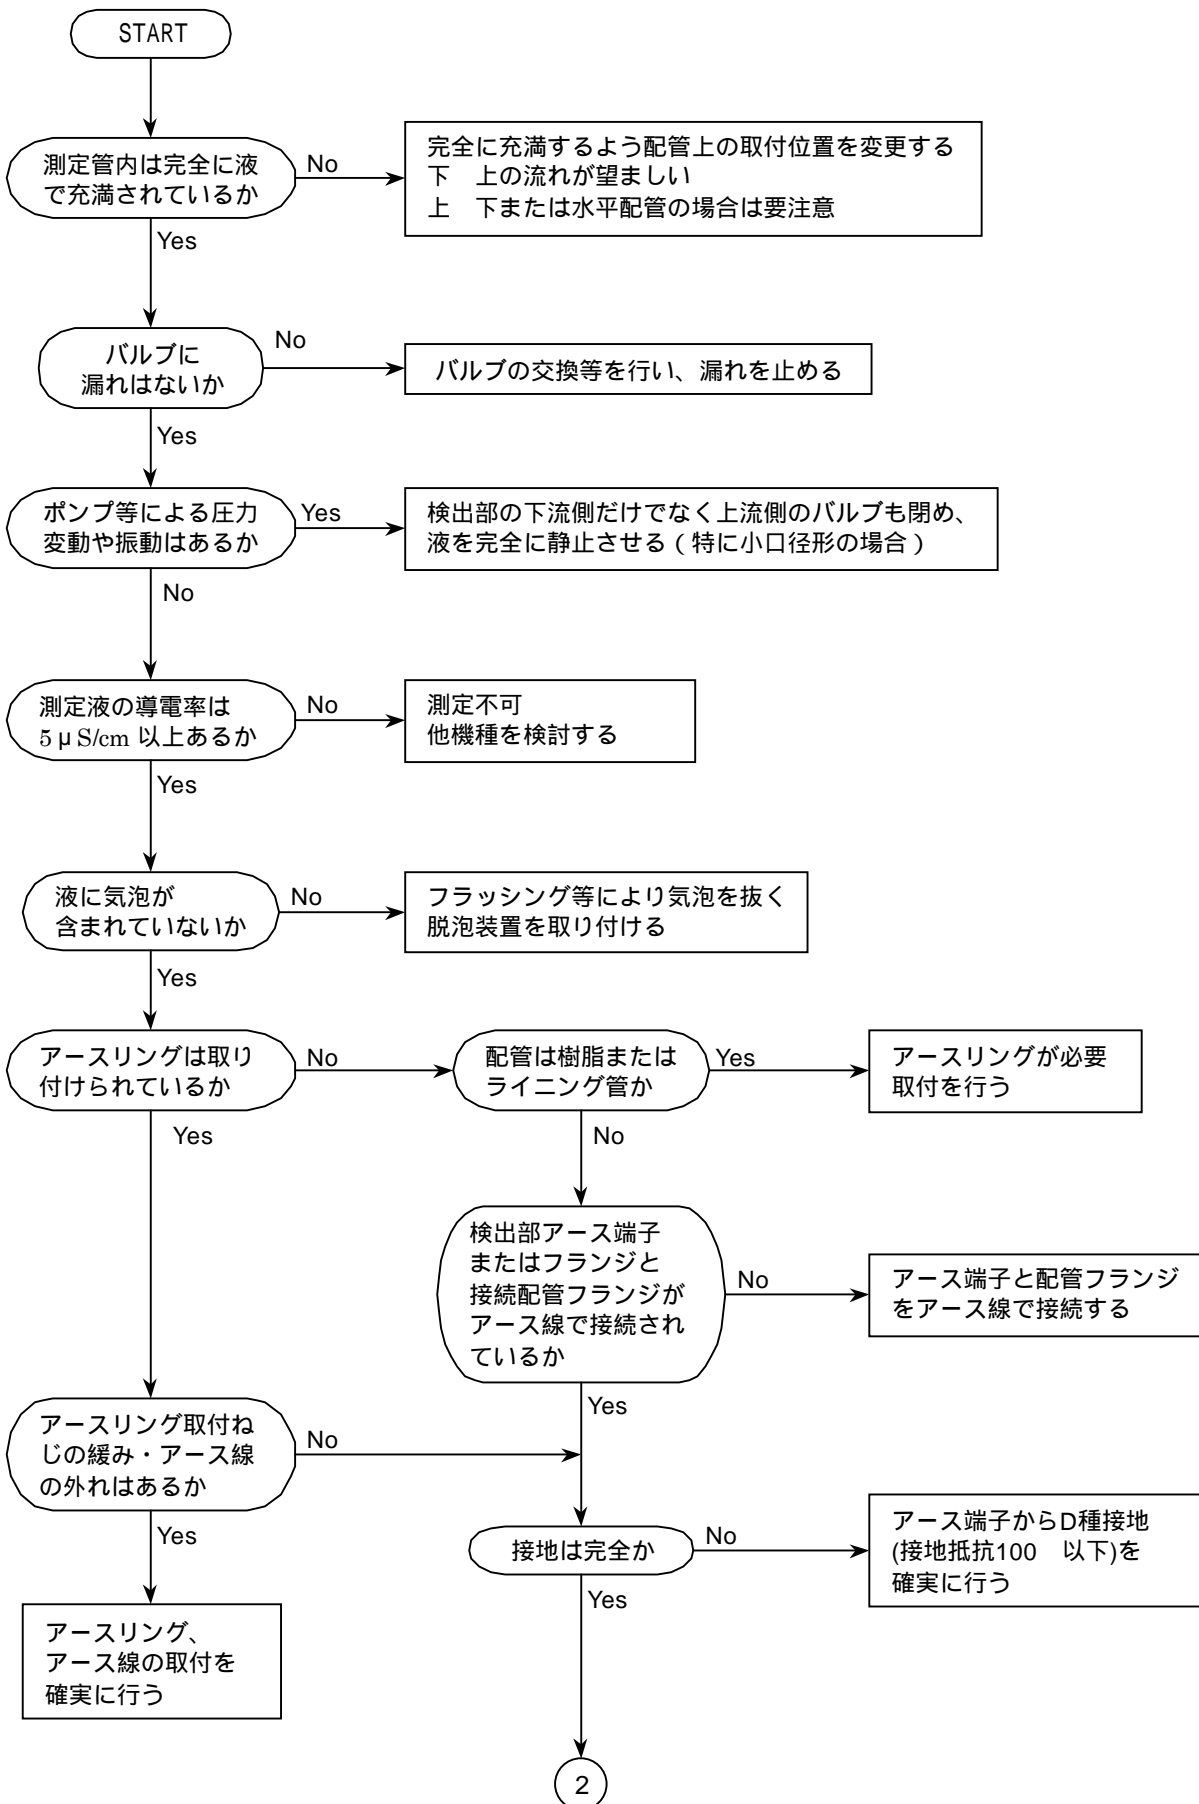 START
測定管内は完全に液
で充満されているか
No
完全に充満するよう配管上の取付位置を変更する
下　上の流れが望ましい
上　下または水平配管の場合は要注意
Yes
バルブに
漏れはないか
No
バルブの交換等を行い、漏れを止める
Yes
ポンプ等による圧力
変動や振動はあるか
Yes
検出部の下流側だけでなく上流側のバルブも閉め、
液を完全に静止させる（特に小口径形の場合）
No
測定液の導電率は
5μS/cm 以上あるか
No
測定不可
他機種を検討する
Yes
液に気泡が
含まれていないか
No
フラッシング等により気泡を抜く
脱泡装置を取り付ける
Yes
アースリングは取り
付けられているか
No
配管は樹脂または
ライニング管か
Yes
アースリングが必要
取付を行う
Yes
No
検出部アース端子
またはフランジと
接続配管フランジが
アース線で接続され
ているか
No
アース端子と配管フランジ
をアース線で接続する
Yes
アースリング取付ね
じの緩み・アース線
の外れはあるか
No
Yes
接地は完全か
No
アース端子からD種接地
(接地抵抗100　以下)を
確実に行う
Yes
アースリング、
アース線の取付を
確実に行う
2